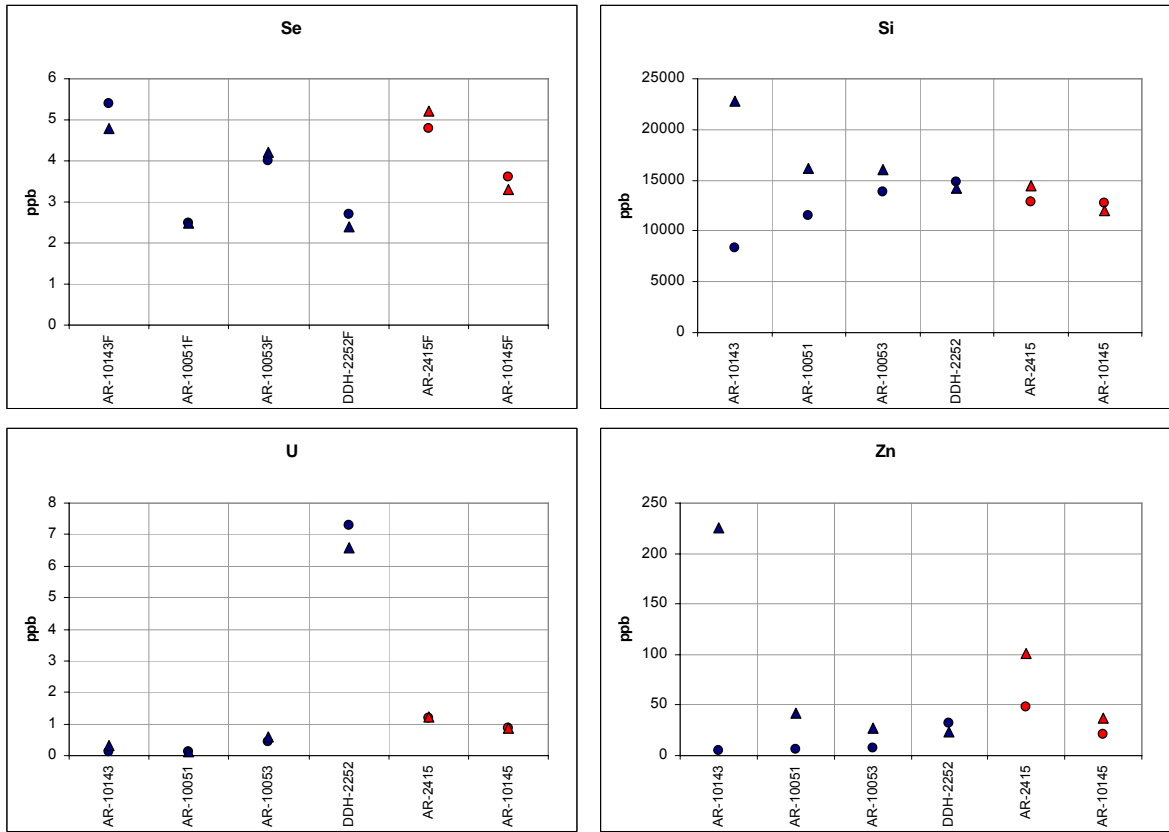 Se
6
5
4
3
2
1
0
ppb
AR-10143F
AR-10051F
AR-10053F
DDH-2252F
AR-2415F
AR-10145F
Si
25000
20000
15000
10000
5000
0
ppb
AR-10143
AR-10051
AR-10053
DDH-2252
AR-2415
AR-10145
U
8
7
6
5
4
3
2
1
0
ppb
AR-10143
AR-10051
AR-10053
DDH-2252
AR-2415
AR-10145
Zn
250
200
150
100
50
0
ppb
AR-10143
AR-10051
AR-10053
DDH-2252
AR-2415
AR-10145